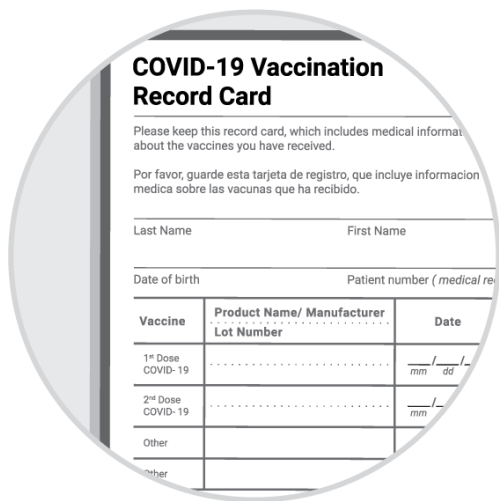 COVID-19 Vaccination
Record Card
Please keep this record card, which includes medical
about the vaccines you have received.
Por favor, guarde esta tarjeta de registro, que incluye informacion
medica sobre las vacunas que ha recibido.
Last Name First Name
Date of birth Patient number ( medical
Vaccine Product Name/ Manufacturer Date
Lot Number
1st Dose
COVID- 19
mm dd
2nd Dose
COVID- 19
mm
Other
Other